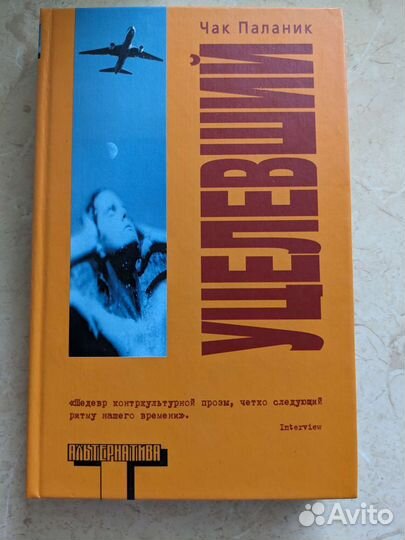 Чак Паланик
УЦЕЛЕВШИЙ
«Шедевр контркультурной прозы, четко следующий
ритму нашего времени».
Interview
АЛЬТЕРНАТИВА
Avito